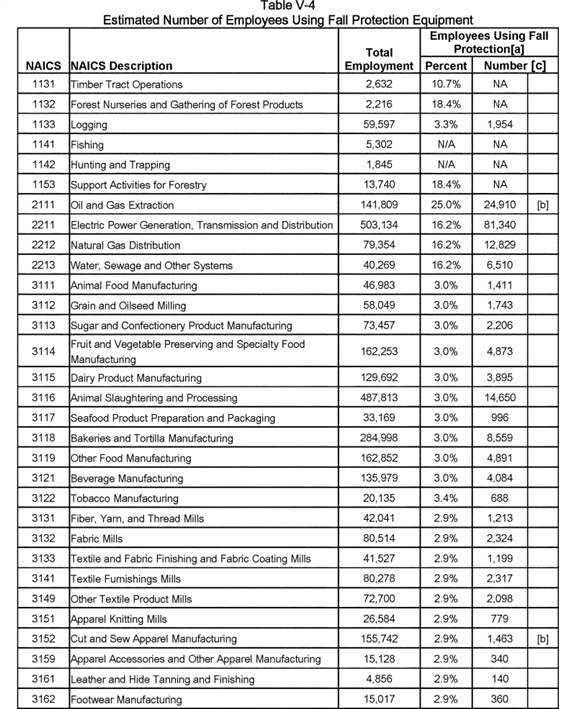 Table V-4
Estimated Number of Employees Using Fall Protection Equipment
Employees Using Fall
Protection[a]
Total
NAICS NAICS Description Employment Percent Number [c]
1131 Timber Tract Operations 2,632 10.7% NA
1132 Forest Nurseries and Gathering of Forest Products 2,216 18.4% NA
1133 Logging 59,597 3.3% 1,954
1141 Fishing 5,302 N/A NA
1142 Hunting and Trapping 1,845 N/A NA
1153 Support Activities for Forestry 13,740 18.4% NA
2111 Oil and Gas Extraction 141,809 25.0% 24,910 [b]
2211 Electric Power Generation, Transmission and Distribution 503,134 16.2% 81,340
2212 Natural Gas Distribution 79,354 16.2% 12,829
2213 Water, Sewage and Other Systems 40,269 16.2% 6,510
3111 Animal Food Manufacturing 46,983 3.0% 1,411
3112 Grain and Oilseed Milling 58,049 3.0% 1,743
3113 Sugar and Confectionery Product Manufacturing 73,457 3.0% 2,206
3114 Fruit and Vegetable Preserving and Specialty Food
Manufacturing 162,253 3.0% 4,873
3115 Dairy Product Manufacturing 129,692 3.0% 3,895
3116 Animal Slaughtering and Processing 487,813 3.0% 14,650
3117 Seafood Product Preparation and Packaging 33,169 3.0% 996
3118 Bakeries and Tortilla Manufacturing 284,998 3.0% 8,559
3119 Other Food Manufacturing 162,852 3.0% 4,891
3121 Beverage Manufacturing 135,979 3.0% 4,084
3122 Tobacco Manufacturing 20,135 3.4% 688
3131 Fiber, Yarn, and Thread Mills 42,041 2.9% 1,213
3132 Fabric Mills 80,514 2.9% 2,324
3133 Textile and Fabric Finishing and Fabric Coating Mills 41,527 2.9% 1,199
3141 Textile Furnishings Mills 80,278 2.9% 2,317
3149 Other Textile Product Mills 72,700 2.9% 2,098
3151 Apparel Knitting Mills 26,584 2.9% 779
3152 Cut and Sew Apparel Manufacturing 155,742 2.9% 1,463 [b]
3159 Apparel Accessories and Other Apparel Manufacturing 15,128 2.9% 340
3161 Leather and Hide Tanning and Finishing 4,856 2.9% 140
3162 Footwear Manufacturing 15,017 2.9% 360